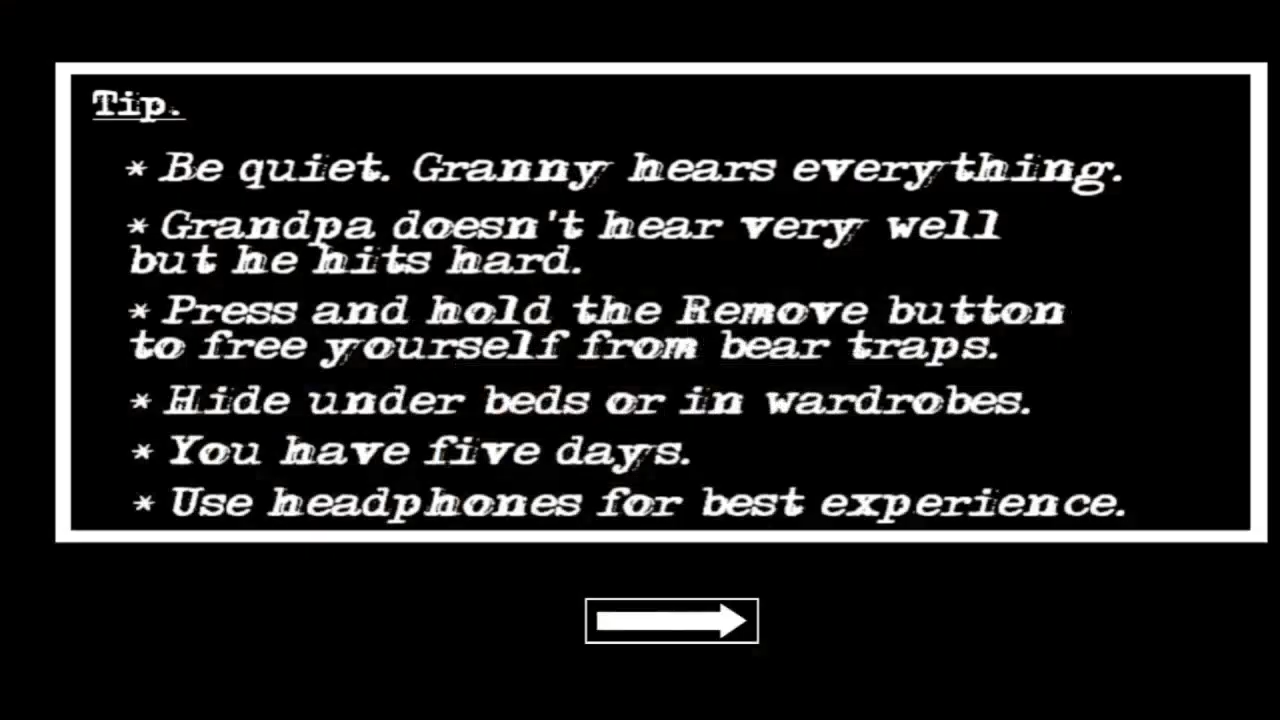 Tip.
* Be quiet. Granny hears everything.
* Grandpa doesn't hear very well
but he hits hard.
* Press and hold the Remove button
to free yourself from bear traps.
* Hide under beds or in wardrobes.
* You have five days.
* Use headphones for best experience.